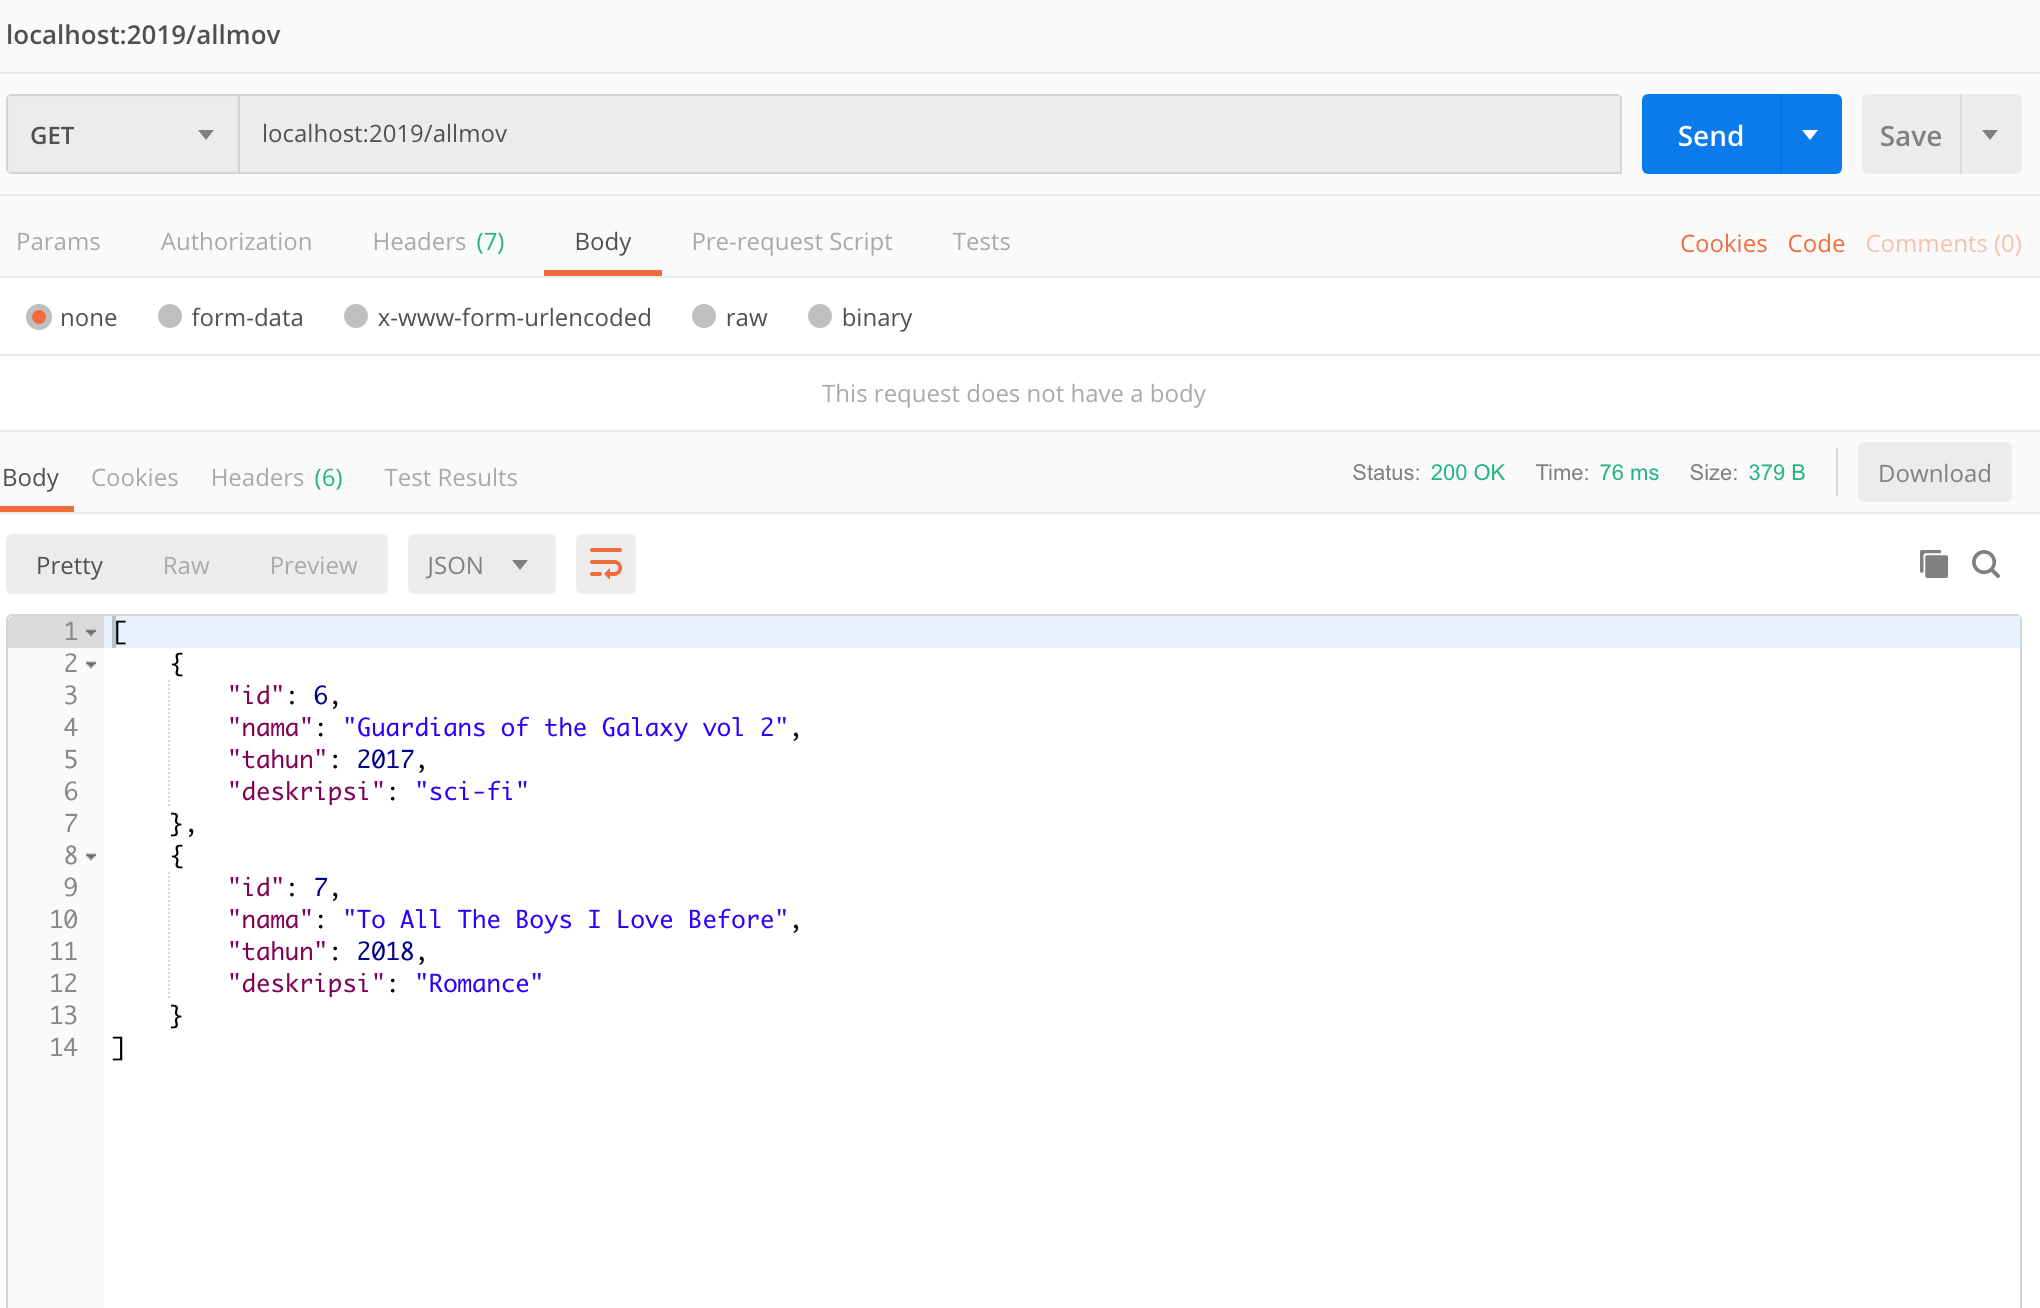 localhost:2019/allmov
GET localhost:2019/allmov Send Save
Params Authorization Headers (7) Body Pre-request Script Tests Cookies Code Comments (0)
none form-data x-www-form-urlencoded raw binary
This request does not have a body
Body Cookies Headers (6) Test Results Status: 200 OK Time: 76 ms Size: 379 B Download
Pretty Raw Preview JSON
1 [
2 {
3 "id": 6,
4 "nama": "Guardians of the Galaxy vol 2",
5 "tahun": 2017,
6 "deskripsi": "sci-fi"
7 },
8 {
9 "id": 7,
10 "nama": "To All The Boys I Love Before",
11 "tahun": 2018,
12 "deskripsi": "Romance"
13 }
14 ]